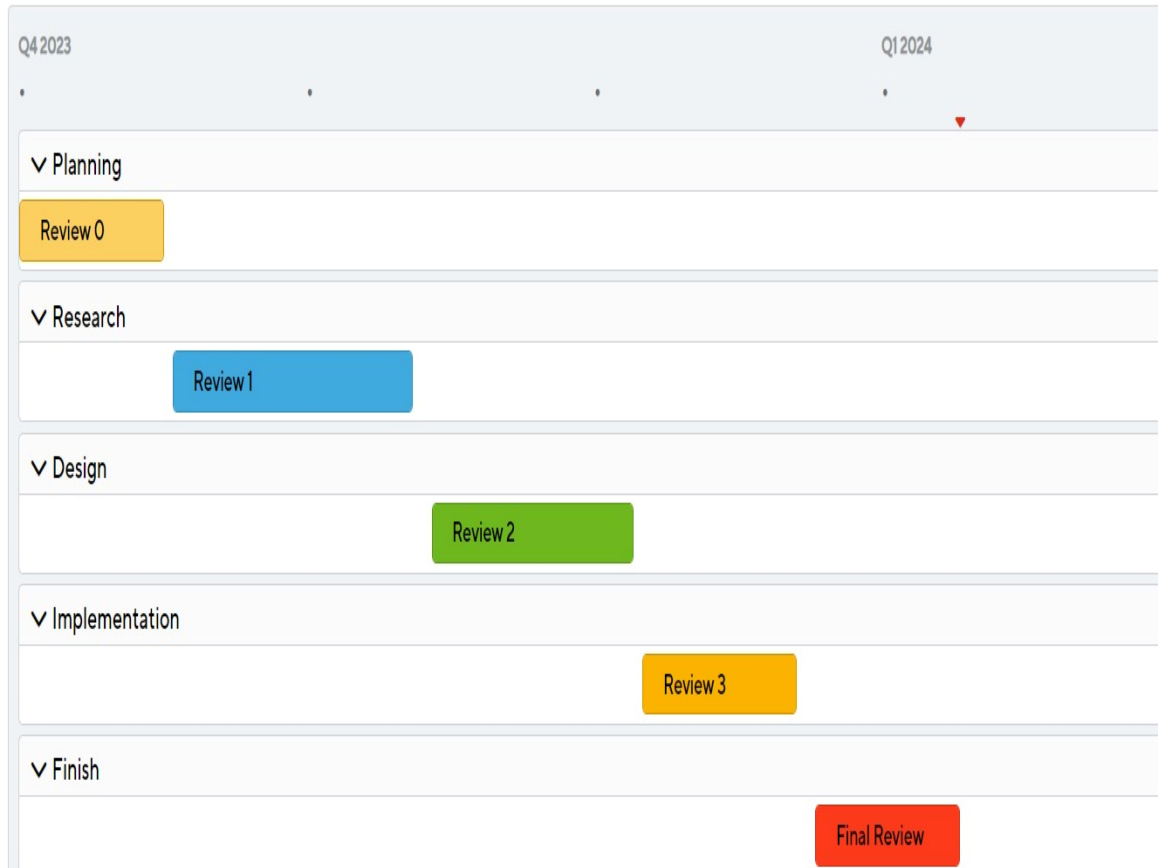 Q4 2023
Q1 2024
Planning
Review 0
Research
Review 1
Design
Review 2
Implementation
Review 3
Finish
Final Review